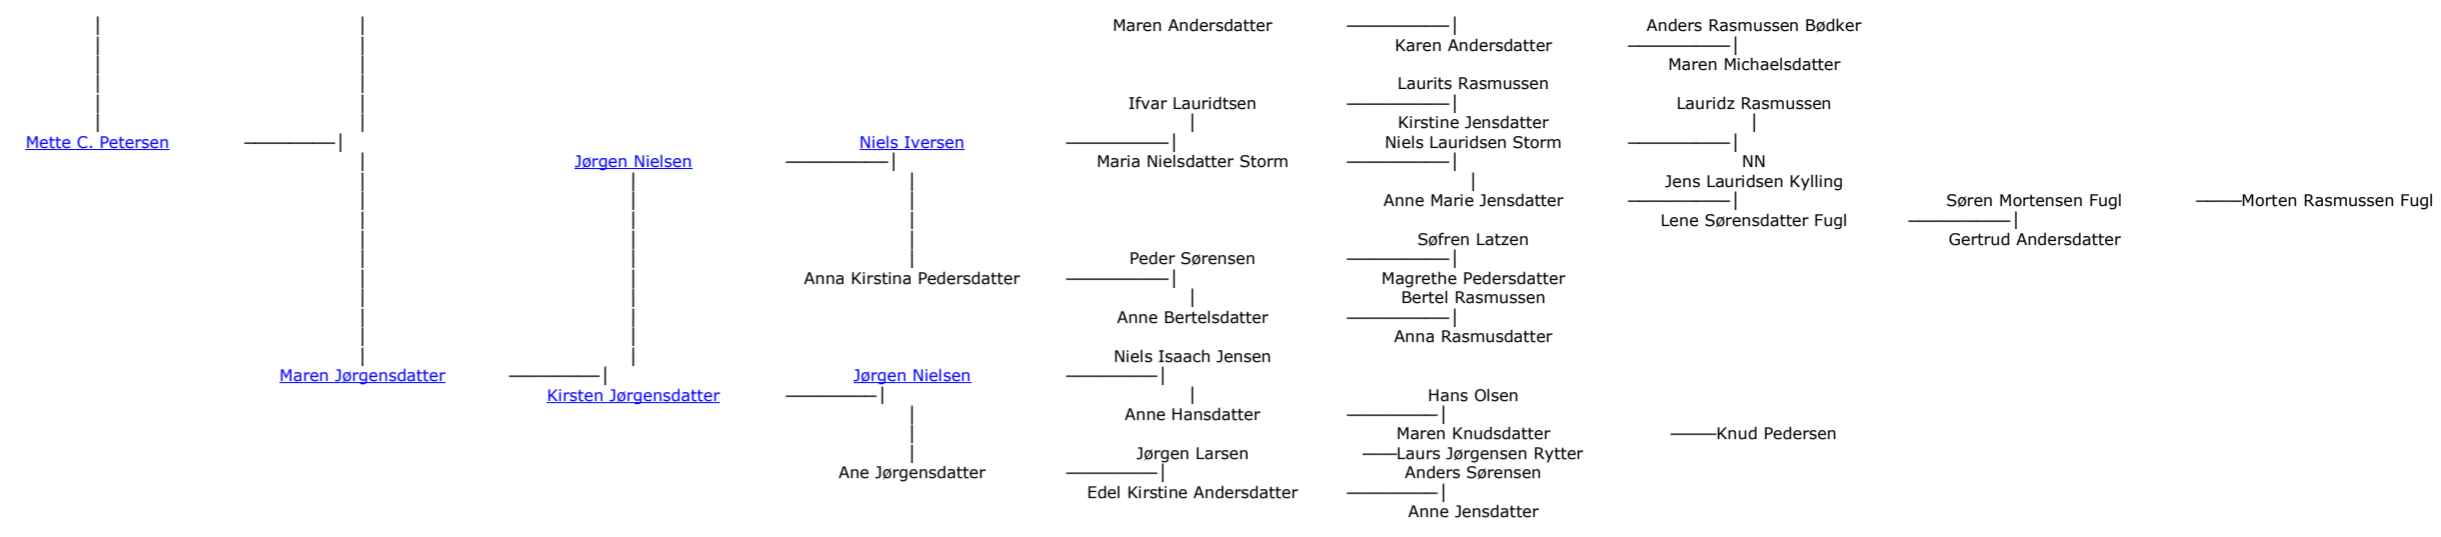 Maren Andersdatter Anders Rasmussen Bødker
Karen Andersdatter
Maren Michaelsdatter
Laurits Rasmussen
Ifvar Lauridtsen Lauridz Rasmussen
Kirstine Jensdatter
Mette C. Petersen Niels Iversen Niels Lauridsen Storm
Jørgen Nielsen Maria Nielsdatter Storm NN
Jens Lauridsen Kylling
Anne Marie Jensdatter Søren Mortensen Fugl Morten Rasmussen Fugl
Lene Sørensdatter Fugl
Søfren Latzen Gertrud Andersdatter
Peder Sørensen
Anna Kirstina Pedersdatter Magrethe Pedersdatter
Bertel Rasmussen
Anne Bertelsdatter
Anna Rasmusdatter
Niels Isaach Jensen
Maren Jørgensdatter Jørgen Nielsen
Kirsten Jørgensdatter Hans Olsen
Anne Hansdatter
Maren Knudsdatter Knud Pedersen
Jørgen Larsen Laurs Jørgensen Rytter
Ane Jørgensdatter Anders Sørensen
Edel Kirstine Andersdatter
Anne Jensdatter